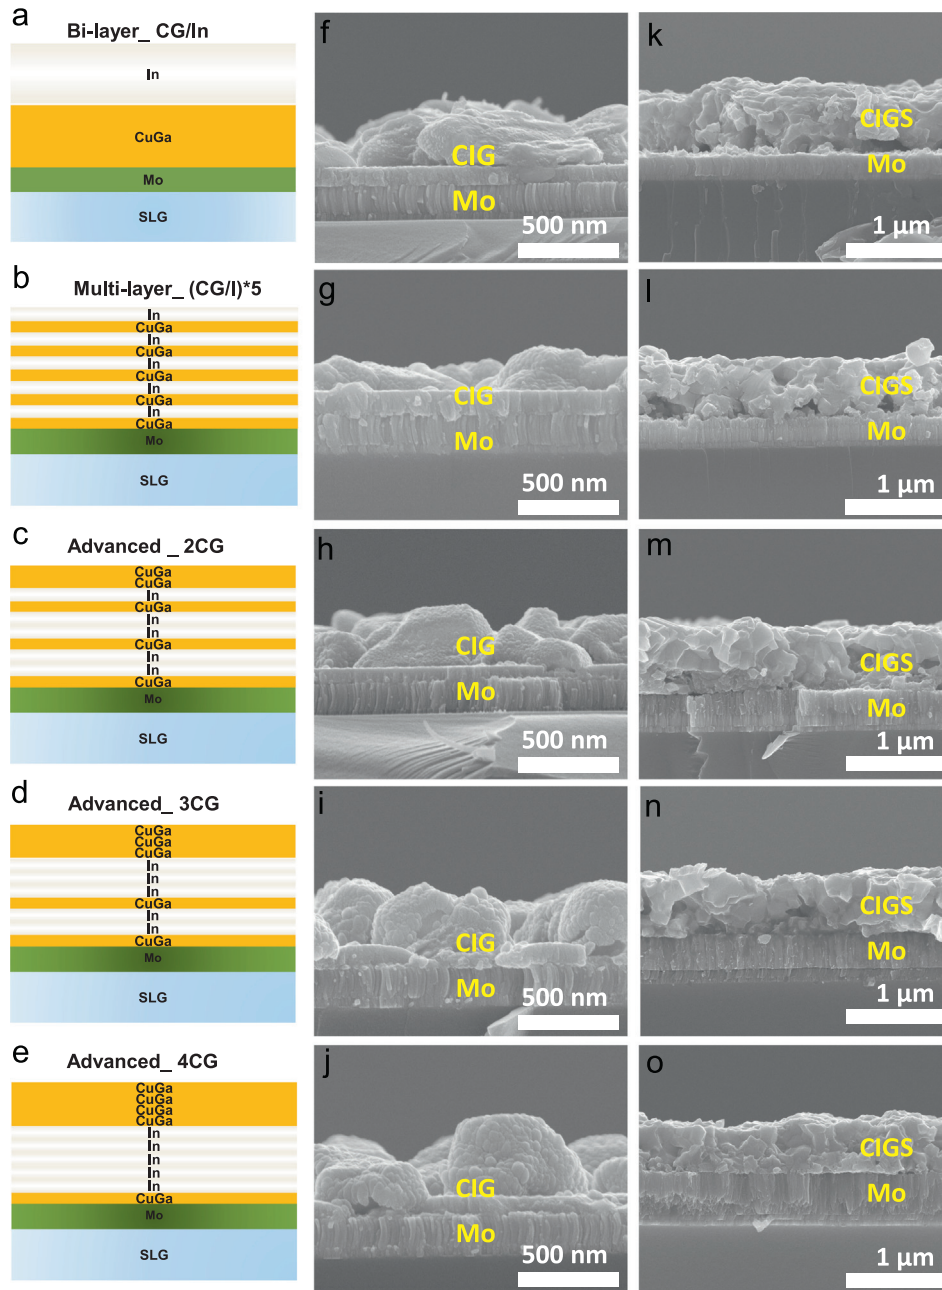 a
Bi-layer_ CG/In
In
CuGa
Mo
SLG
f
CIG
Mo
500 nm
k
CIGS
Mo
1 µm
b
Multi-layer_ (CG/I)*5
In
CuGa
In
CuGa
In
CuGa
In
CuGa
In
CuGa
Mo
SLG
g
CIG
Mo
500 nm
l
CIGS
Mo
1 µm
c
Advanced _ 2CG
CuGa
CuGa
In
CuGa
In
In
CuGa
In
In
CuGa
Mo
SLG
h
CIG
Mo
500 nm
m
CIGS
Mo
1 µm
d
Advanced_ 3CG
CuGa
CuGa
CuGa
In
In
In
CuGa
In
In
CuGa
Mo
SLG
i
CIG
Mo
500 nm
n
CIGS
Mo
1 µm
e
Advanced_ 4CG
CuGa
CuGa
CuGa
CuGa
In
In
In
In
In
CuGa
Mo
SLG
j
CIG
Mo
500 nm
o
CIGS
Mo
1 µm